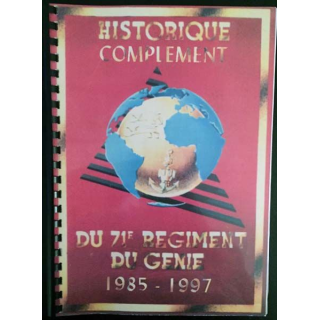 HISTORIQUE
COMPLEMENT
DU 71E REGIMENT
DU GENIE
1985 - 1997